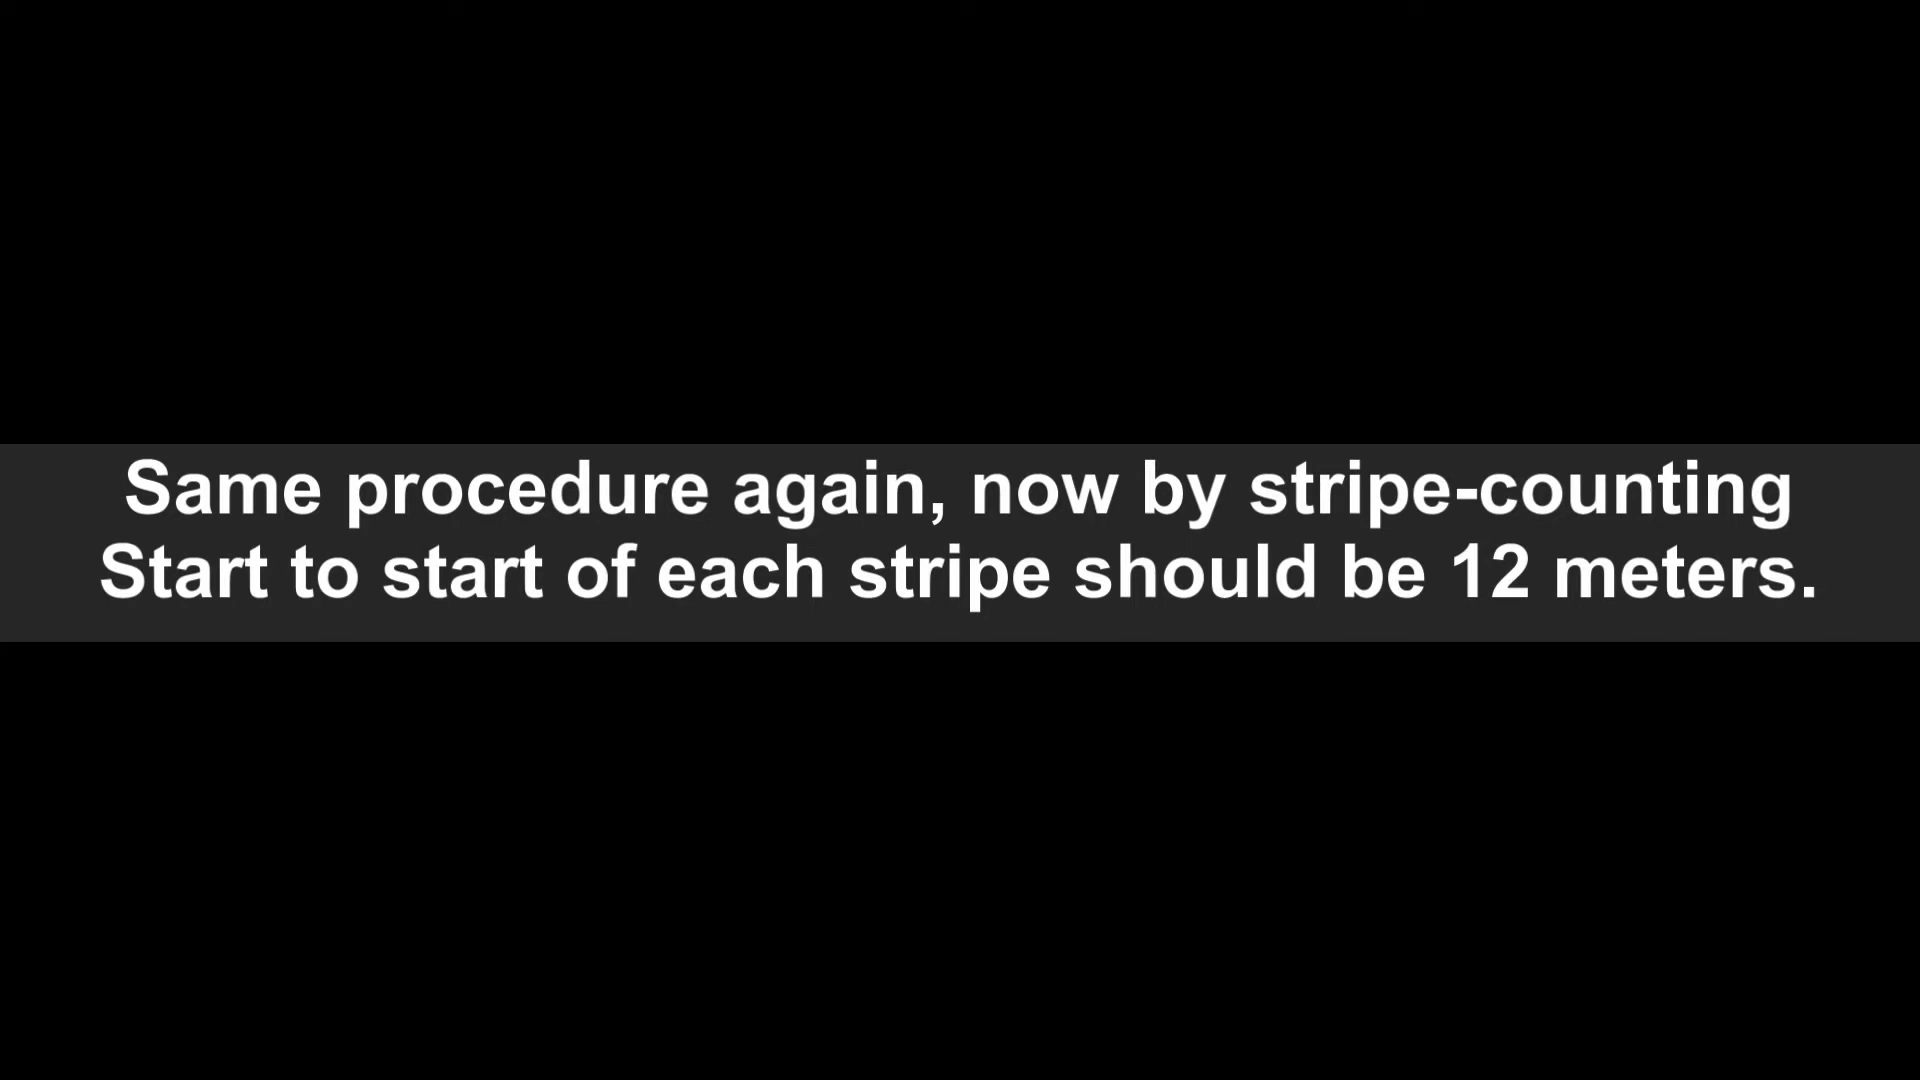 Same procedure again, now by stripe-counting
Start to start of each stripe should be 12 meters.